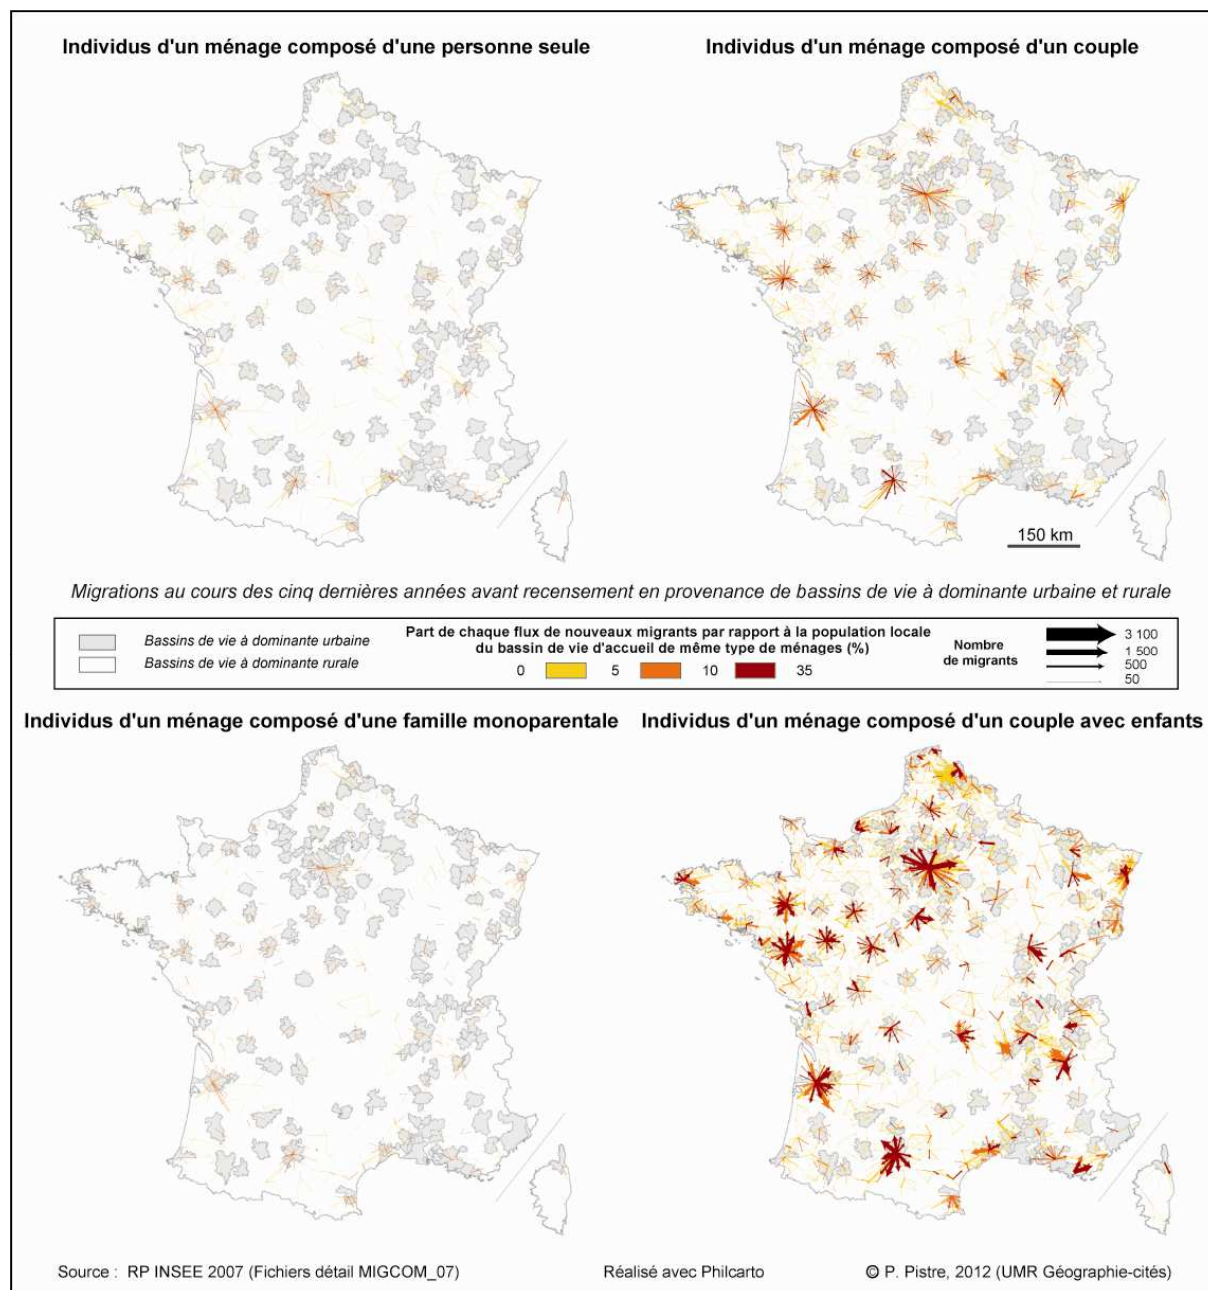 Individus d'un ménage composé d'une personne seule
Individus d'un ménage composé d'un couple
150 km
Migrations au cours des cinq dernières années avant recensement en provenance de bassins de vie à dominante urbaine et rurale
Bassins de vie à dominante urbaine
Bassins de vie à dominante rurale
Part de chaque flux de nouveaux migrants par rapport à la population locale
du bassin de vie d'accueil de même type de ménages (%)
0 5 10 35
Nombre
de migrants
3 100
1 500
500
50
Individus d'un ménage composé d'une famille monoparentale
Individus d'un ménage composé d'un couple avec enfants
Source : RP INSEE 2007 (Fichiers détail MIGCOM_07)
Réalisé avec Philcarto
© P. Pistre, 2012 (UMR Géographie-cités)